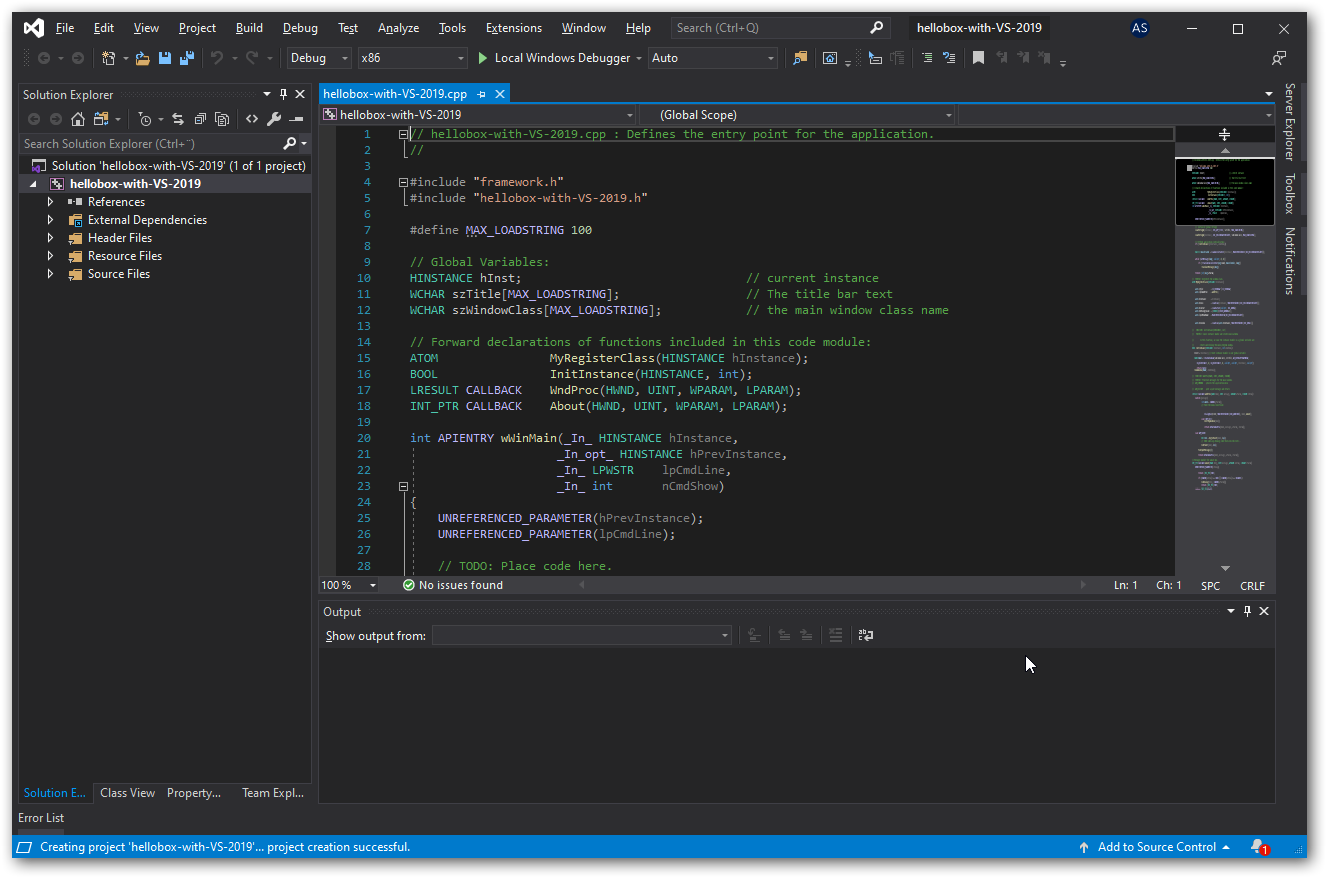 File Edit View Project Build Debug Test Analyze Tools Extensions Window Help Search (Ctrl+Q) hellobox-with-VS-2019 AS
Debug x86 Local Windows Debugger Auto
Solution Explorer
Search Solution Explorer (Ctrl+¨)
Solution 'hellobox-with-VS-2019' (1 of 1 project)
hellobox-with-VS-2019
References
External Dependencies
Header Files
Resource Files
Source Files
hellobox-with-VS-2019.cpp
hellobox-with-VS-2019 (Global Scope)
1 // hellobox-with-VS-2019.cpp : Defines the entry point for the application.
2 //
3
4 #include "framework.h"
5 #include "hellobox-with-VS-2019.h"
6
7 #define MAX_LOADSTRING 100
8
9 // Global Variables:
10 HINSTANCE hInst; // current instance
11 WCHAR szTitle[MAX_LOADSTRING]; // The title bar text
12 WCHAR szWindowClass[MAX_LOADSTRING]; // the main window class name
13
14 // Forward declarations of functions included in this code module:
15 ATOM MyRegisterClass(HINSTANCE hInstance);
16 BOOL InitInstance(HINSTANCE, int);
17 LRESULT CALLBACK WndProc(HWND, UINT, WPARAM, LPARAM);
18 INT_PTR CALLBACK About(HWND, UINT, WPARAM, LPARAM);
19
20 int APIENTRY wWinMain(_In_ HINSTANCE hInstance,
21 _In_opt_ HINSTANCE hPrevInstance,
22 _In_ LPWSTR lpCmdLine,
23 _In_ int nCmdShow)
24 {
25 UNREFERENCED_PARAMETER(hPrevInstance);
26 UNREFERENCED_PARAMETER(lpCmdLine);
27
28 // TODO: Place code here.
100 % No issues found Ln: 1 Ch: 1 SPC CRLF
Output
Show output from:
Server Explorer
Toolbox
Notifications
Solution E... Class View Property... Team Expl...
Error List
Creating project 'hellobox-with-VS-2019'... project creation successful. Add to Source Control 1